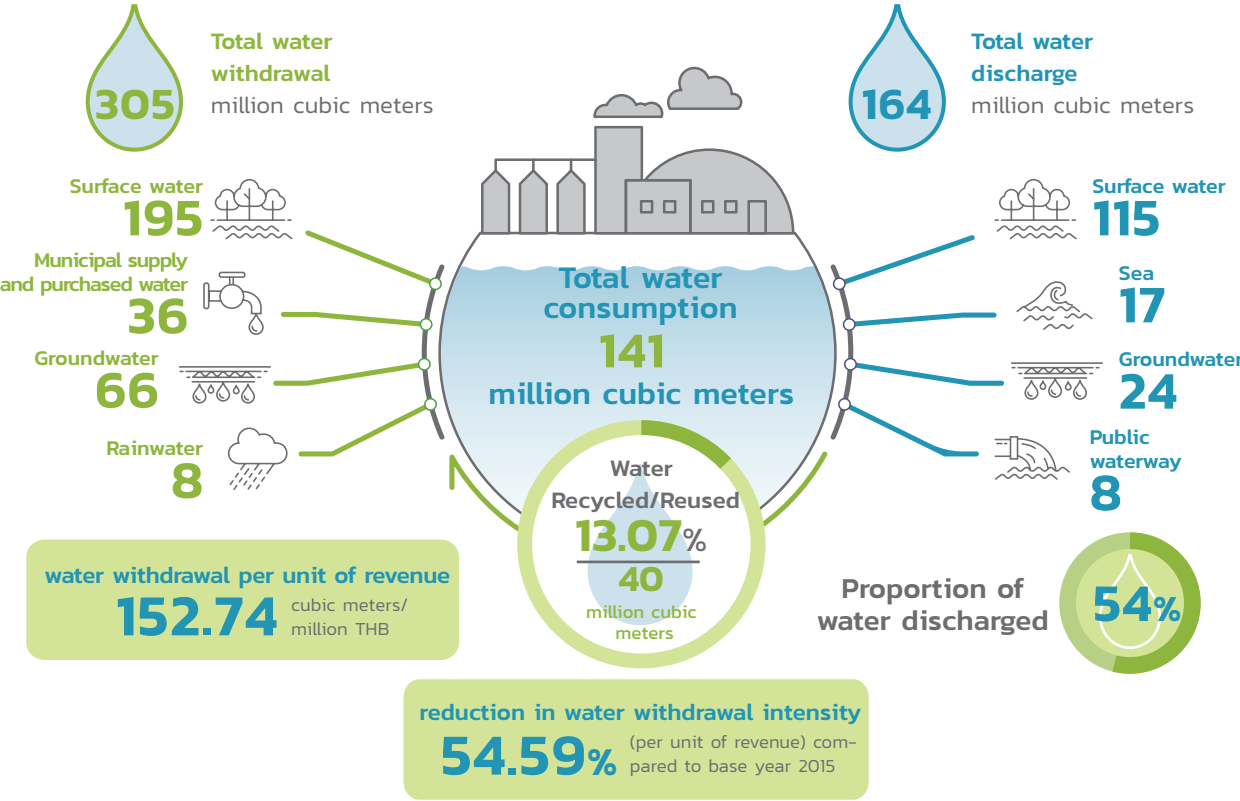 305
Total water
withdrawal
million cubic meters
164
Total water
discharge
million cubic meters
Surface water
195
Municipal supply
and purchased water
36
Groundwater
66
Rainwater
8
Total water
consumption
141
million cubic meters
Surface water
115
Sea
17
Groundwater
24
Public
waterway
8
Water
Recycled/Reused
13.07%
40
million cubic
meters
water withdrawal per unit of revenue
152.74 cubic meters/
million THB
Proportion of
water discharged
54%
reduction in water withdrawal intensity
54.59% (per unit of revenue) com-
pared to base year 2015